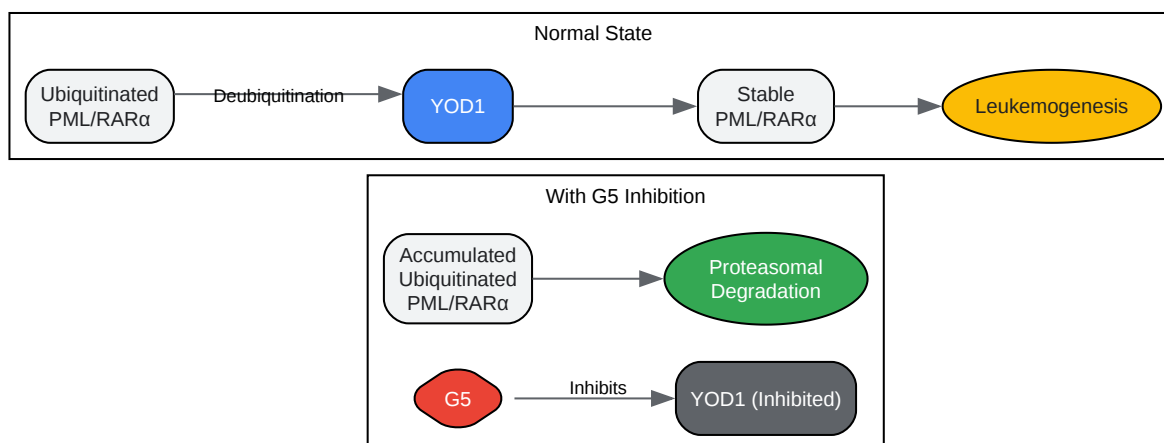 Normal State
Ubiquitinated
PML/RARα
Deubiquitination
YOD1
Stable
PML/RARα
Leukemogenesis
With G5 Inhibition
Accumulated
Ubiquitinated
PML/RARα
Proteasomal
Degradation
G5
Inhibits
YOD1 (Inhibited)